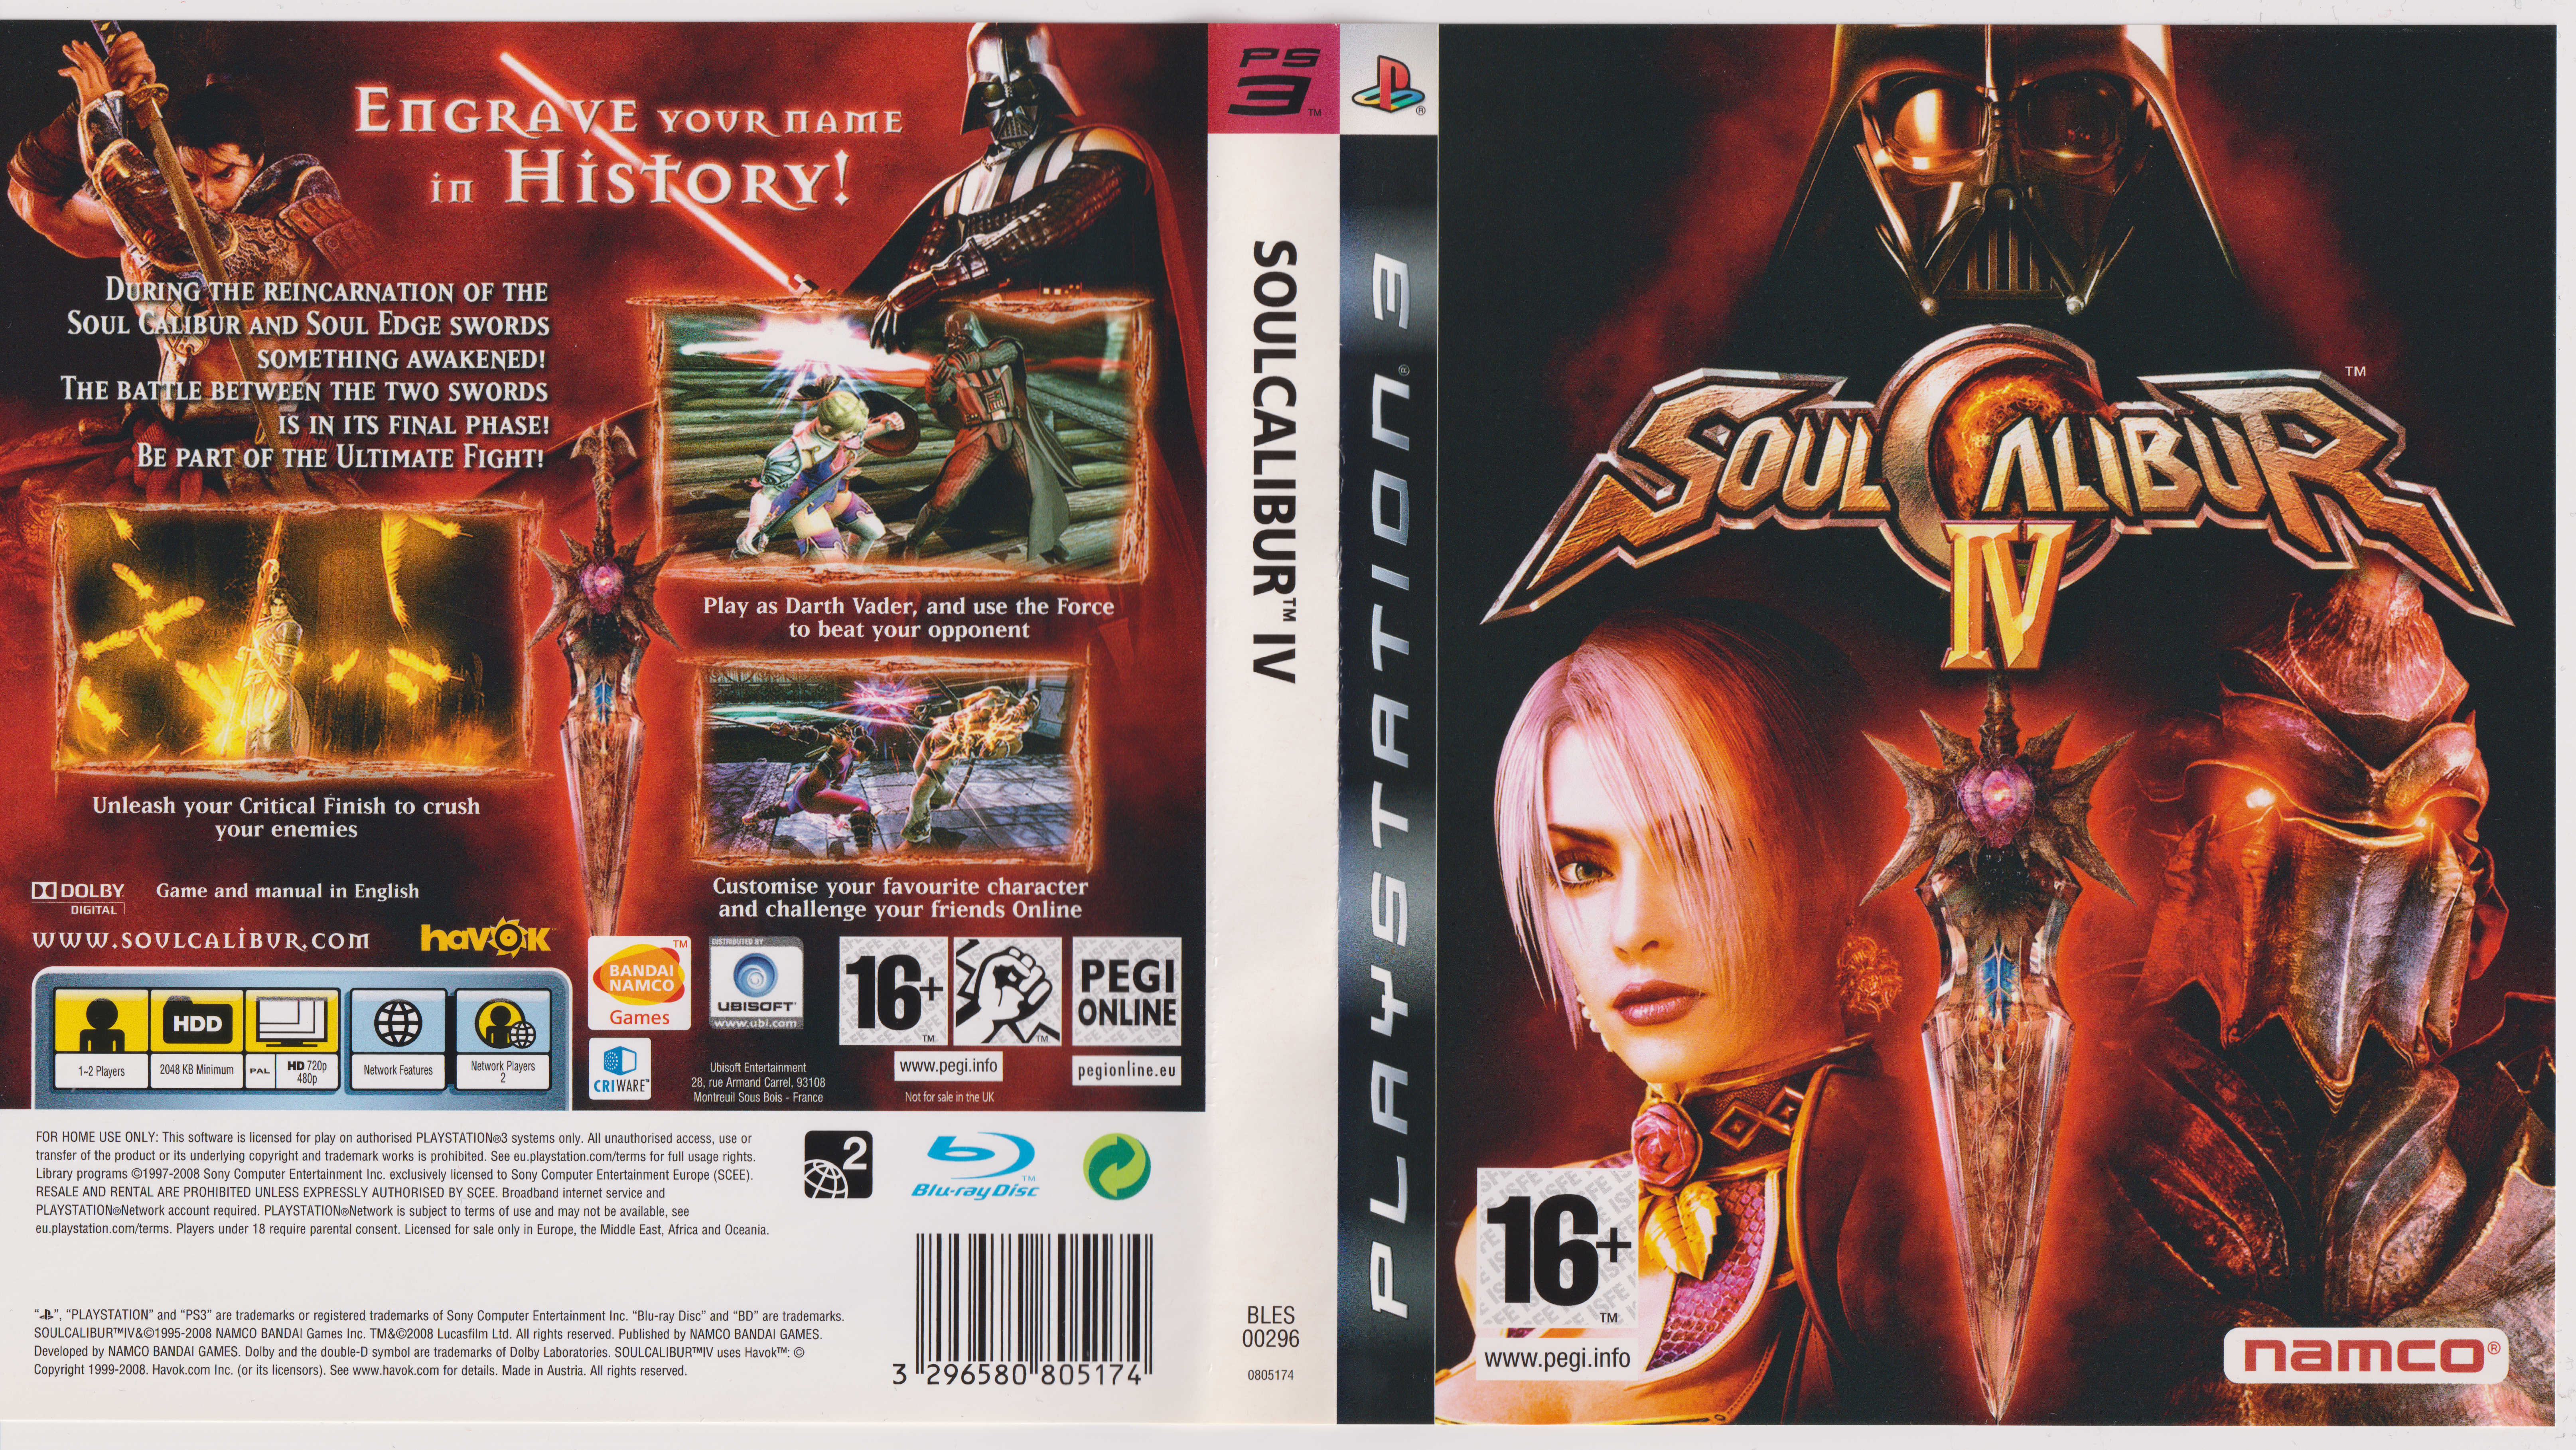 ENGRAVE YOUR NAME
in HISTORY!
DURING THE REINCARNATION OF THE
SOUL CALIBUR AND SOUL EDGE SWORDS
SOMETHING AWAKENED!
THE BATTLE BETWEEN THE TWO SWORDS
IS IN ITS FINAL PHASE!
BE PART OF THE ULTIMATE FIGHT!
Play as Darth Vader, and use the Force
to beat your opponent
Unleash your Critical Finish to crush
your enemies
Customise your favourite character
and challenge your friends Online
DOLBY
DIGITAL
Game and manual in English
www.soulcalibur.com
havok
1-2 Players
HDD
2048 KB Minimum
PAL
HD 720p
480p
Network Features
Network Players
2
BANDAI
NAMCO
Games
TM
CRIWARE™
DISTRIBUTED BY
UBISOFT
www.ubi.com
Ubisoft Entertainment
28, rue Armand Carrel, 93108
Montreuil Sous Bois - France
16+
TM
TM
www.pegi.info
Not for sale in the UK
PEGI
ONLINE
pegionline.eu
FOR HOME USE ONLY: This software is licensed for play on authorised PLAYSTATION®3 systems only. All unauthorised access, use or
transfer of the product or its underlying copyright and trademark works is prohibited. See eu.playstation.com/terms for full usage rights.
Library programs ©1997-2008 Sony Computer Entertainment Inc. exclusively licensed to Sony Computer Entertainment Europe (SCEE).
RESALE AND RENTAL ARE PROHIBITED UNLESS EXPRESSLY AUTHORISED BY SCEE. Broadband internet service and
PLAYSTATION®Network account required. PLAYSTATION®Network is subject to terms of use and may not be available, see
eu.playstation.com/terms. Players under 18 require parental consent. Licensed for sale only in Europe, the Middle East, Africa and Oceania.
2
Blu-ray Disc™
"PS", "PLAYSTATION" and "PS3" are trademarks or registered trademarks of Sony Computer Entertainment Inc. "Blu-ray Disc" and "BD" are trademarks.
SOULCALIBUR™IV&©1995-2008 NAMCO BANDAI Games Inc. TM&©2008 Lucasfilm Ltd. All rights reserved. Published by NAMCO BANDAI GAMES.
Developed by NAMCO BANDAI GAMES. Dolby and the double-D symbol are trademarks of Dolby Laboratories. SOULCALIBUR™IV uses Havok™: ©
Copyright 1999-2008. Havok.com Inc. (or its licensors). See www.havok.com for details. Made in Austria. All rights reserved.
3 296580 805174
PS3™
SOULCALIBUR™ IV
BLES
00296
0805174
PLAYSTATION®3
SOULCALIBUR™
IV
16+
TM
www.pegi.info
namco®